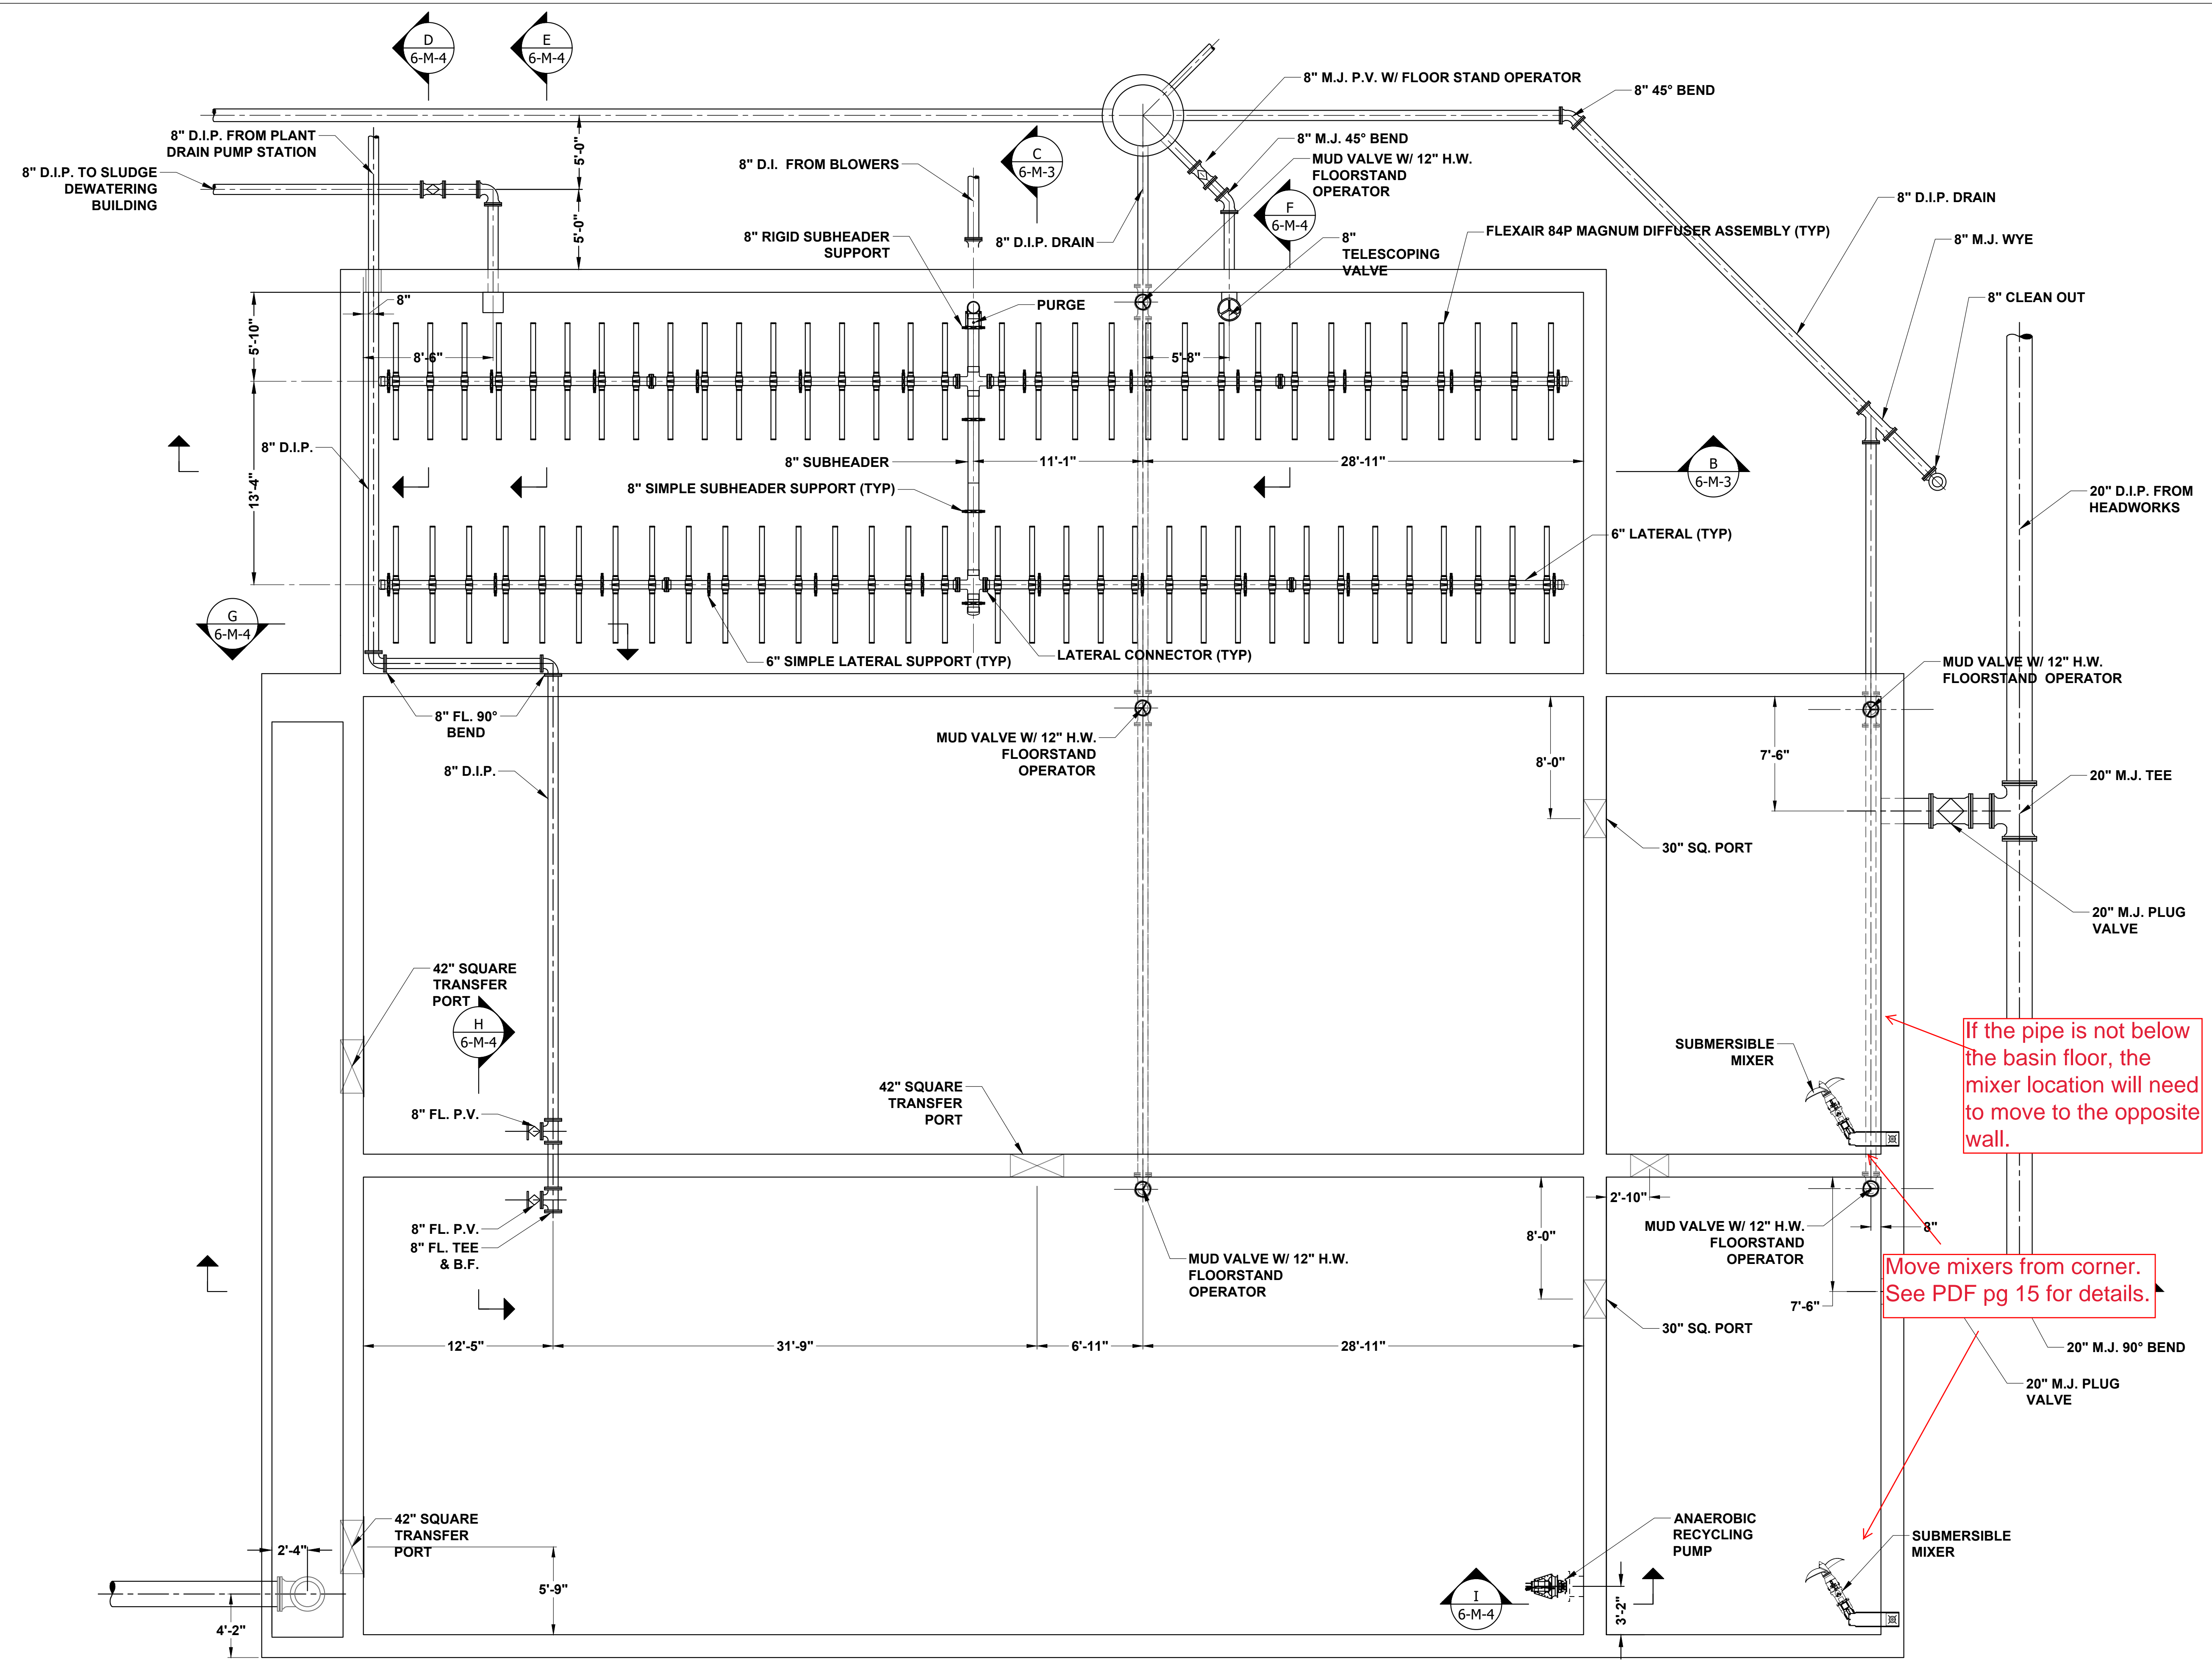 D
6-M-4
E
6-M-4
8" M.J. P.V. W/ FLOOR STAND OPERATOR
8" 45° BEND
8" D.I.P. FROM PLANT
DRAIN PUMP STATION
5'-0"
8" D.I. FROM BLOWERS
C
6-M-3
8" M.J. 45° BEND
MUD VALVE W/ 12" H.W.
FLOORSTAND
OPERATOR
8" D.I.P. TO SLUDGE
DEWATERING
BUILDING
8" D.I.P. DRAIN
5'-0"
8" RIGID SUBHEADER
SUPPORT
8" D.I.P. DRAIN
F
6-M-4
8"
TELESCOPING
VALVE
FLEXAIR 84P MAGNUM DIFFUSER ASSEMBLY (TYP)
8" M.J. WYE
8"
PURGE
8" CLEAN OUT
5'-10"
8'-6"
5'-8"
8" D.I.P.
8" SUBHEADER
11'-1"
28'-11"
B
6-M-3
13'-4"
8" SIMPLE SUBHEADER SUPPORT (TYP)
20" D.I.P. FROM
HEADWORKS
6" LATERAL (TYP)
G
6-M-4
6" SIMPLE LATERAL SUPPORT (TYP)
LATERAL CONNECTOR (TYP)
MUD VALVE W/ 12" H.W.
FLOORSTAND OPERATOR
8" FL. 90°
BEND
MUD VALVE W/ 12" H.W.
FLOORSTAND
OPERATOR
8'-0"
7'-6"
8" D.I.P.
20" M.J. TEE
30" SQ. PORT
20" M.J. PLUG
VALVE
42" SQUARE
TRANSFER
PORT
H
6-M-4
SUBMERSIBLE
MIXER
If the pipe is not below
the basin floor, the
mixer location will need
to move to the opposite
wall.
42" SQUARE
TRANSFER
PORT
8" FL. P.V.
2'-10"
8" FL. P.V.
8" FL. TEE
& B.F.
8'-0"
MUD VALVE W/ 12" H.W.
FLOORSTAND
OPERATOR
8"
MUD VALVE W/ 12" H.W.
FLOORSTAND
OPERATOR
Move mixers from corner.
See PDF pg 15 for details.
7'-6"
30" SQ. PORT
12'-5"
31'-9"
6'-11"
28'-11"
20" M.J. 90° BEND
20" M.J. PLUG
VALVE
42" SQUARE
TRANSFER
PORT
ANAEROBIC
RECYCLING
PUMP
SUBMERSIBLE
MIXER
2'-4"
5'-9"
I
6-M-4
3'-2"
4'-2"